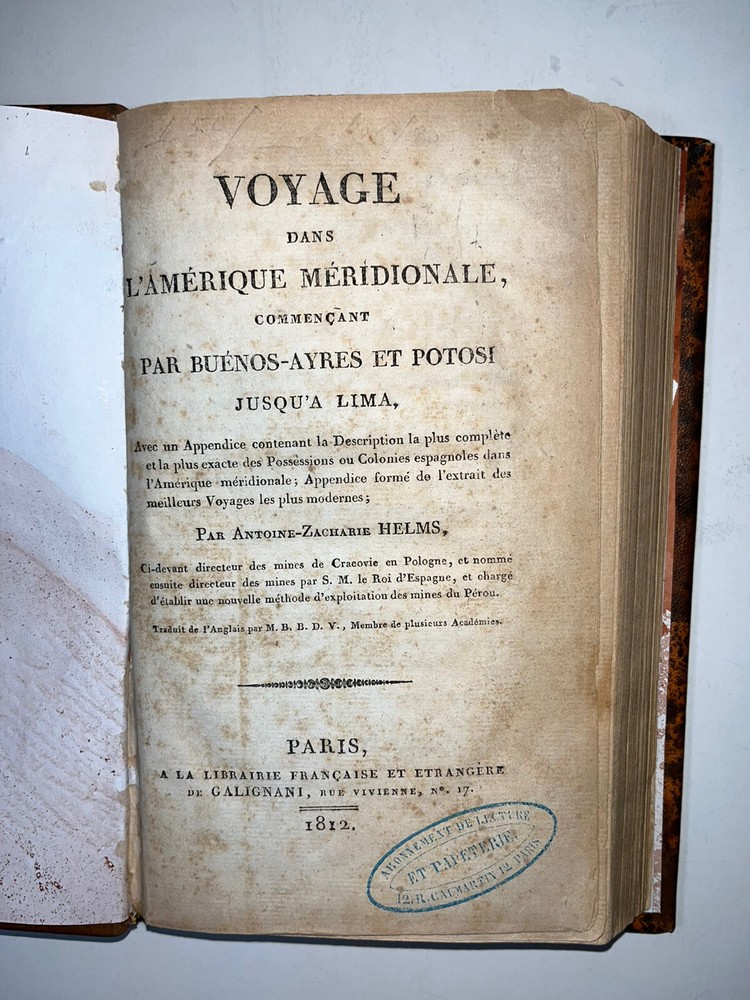 VOYAGE
DANS
L'AMÉRIQUE MÉRIDIONALE,
COMMENÇANT
PAR BUÉNOS-AYRES ET POTOSI
JUSQU'A LIMA,
Avec un Appendice contenant la Description la plus complète
et la plus exacte des Possessions ou Colonies espagnoles dans
l'Amérique méridionale; Appendice formé de l'extrait des
meilleurs Voyages les plus modernes;
PAR ANTOINE-ZACHARIE HELMS,
Ci-devant directeur des mines de Cracovie en Pologne, et nommé
ensuite directeur des mines par S. M. le Roi d'Espagne, et chargé
d'établir une nouvelle méthode d'exploitation des mines du Pérou.
Traduit de l'Anglais par M. B. B. D. V., Membre de plusieurs Académies.
PARIS,
A LA LIBRAIRIE FRANÇAISE ET ETRANGÈRE
DE GALIGNANI, RUE VIVIENNE, N°. 17.
1812.
ABONNEMENT DE LECTURE
ET PAPETERIE
12, R. CAUMARTIN 12, PARIS